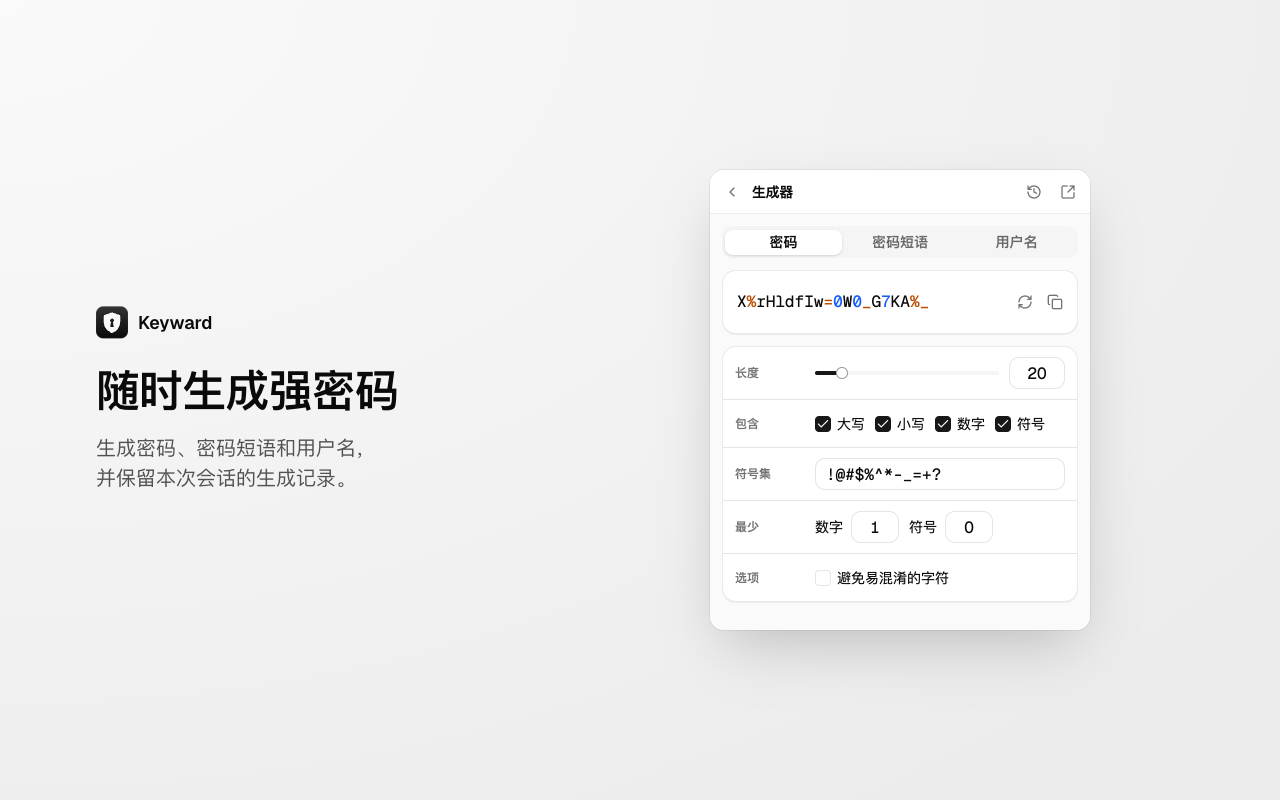 Keyward
随时生成强密码
生成密码、密码短语和用户名，
并保留本次会话的生成记录。
生成器
密码 密码短语 用户名
X%rHldfIw=0W0_G7KA%_
长度 20
包含 大写 小写 数字 符号
符号集 !@#$%^*-_=+?
最少 数字 1 符号 0
选项 避免易混淆的字符